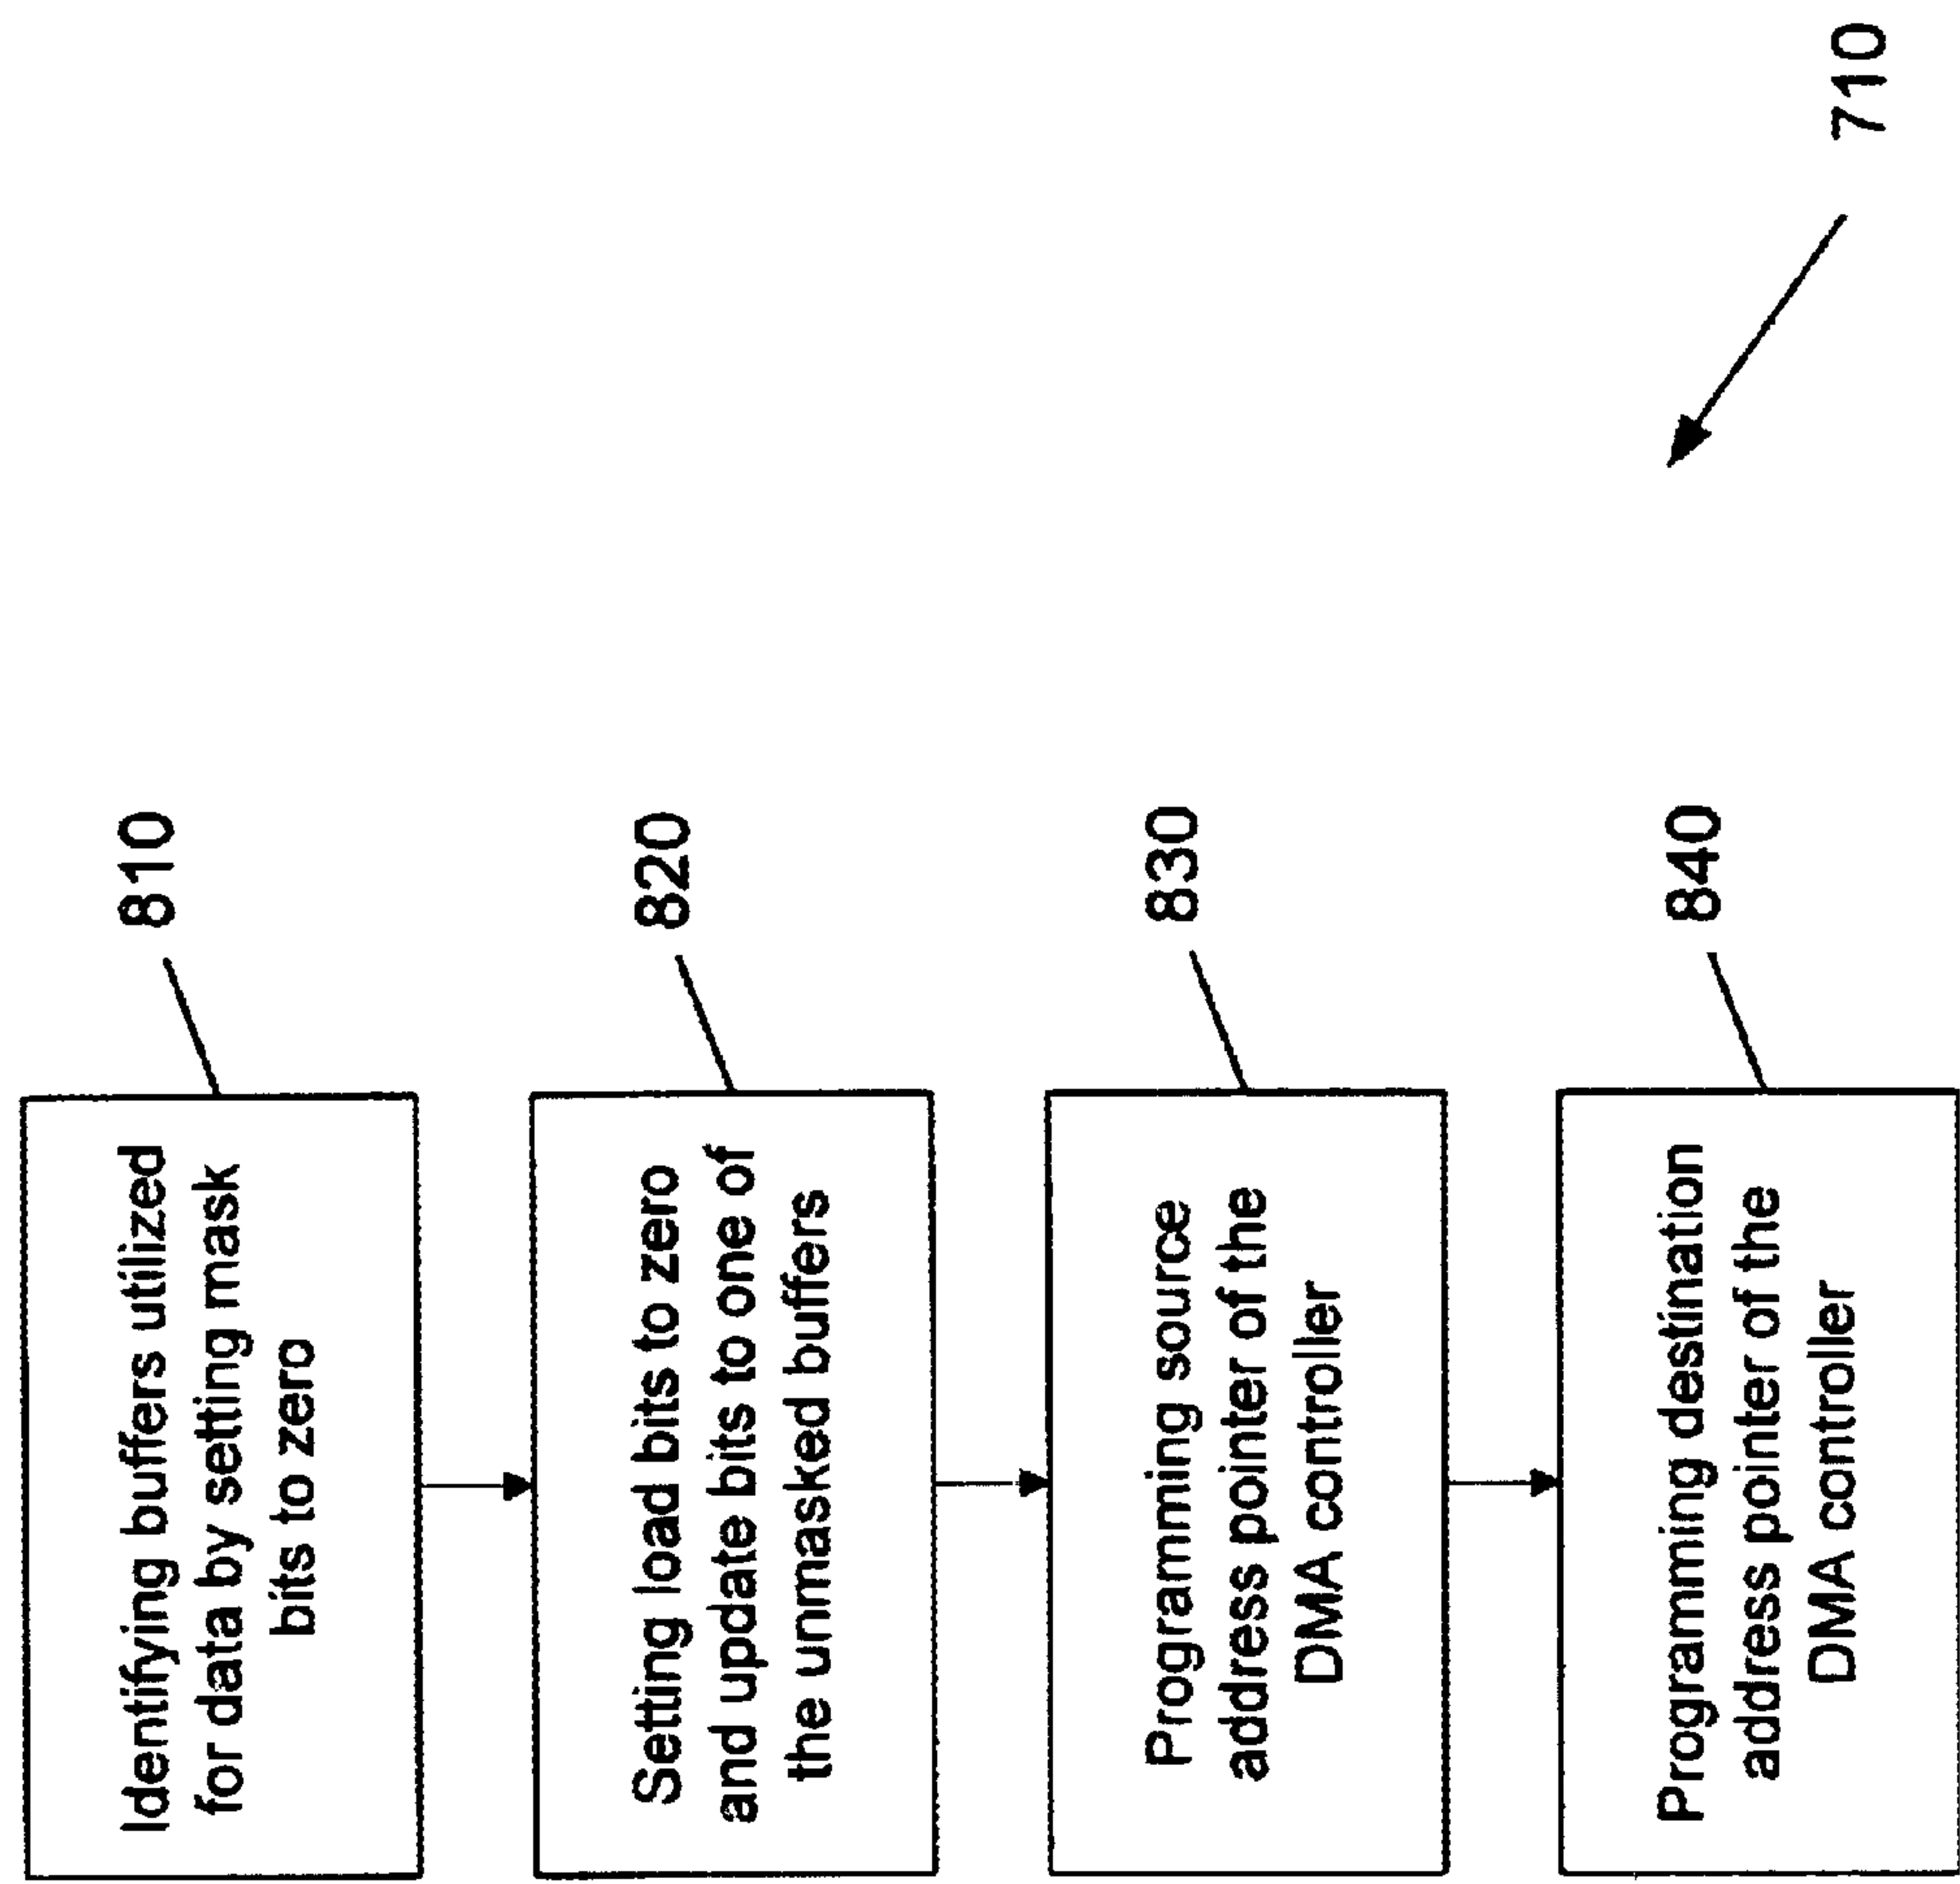 Identifying buffers utilized
for data by setting mask
bits to zero
810
Setting load bits to zero
and update bits to one of
the unmasked buffers
820
Programming source
address pointer of the
DMA controller
830
Programming destination
address pointer of the
DMA controller
840
710